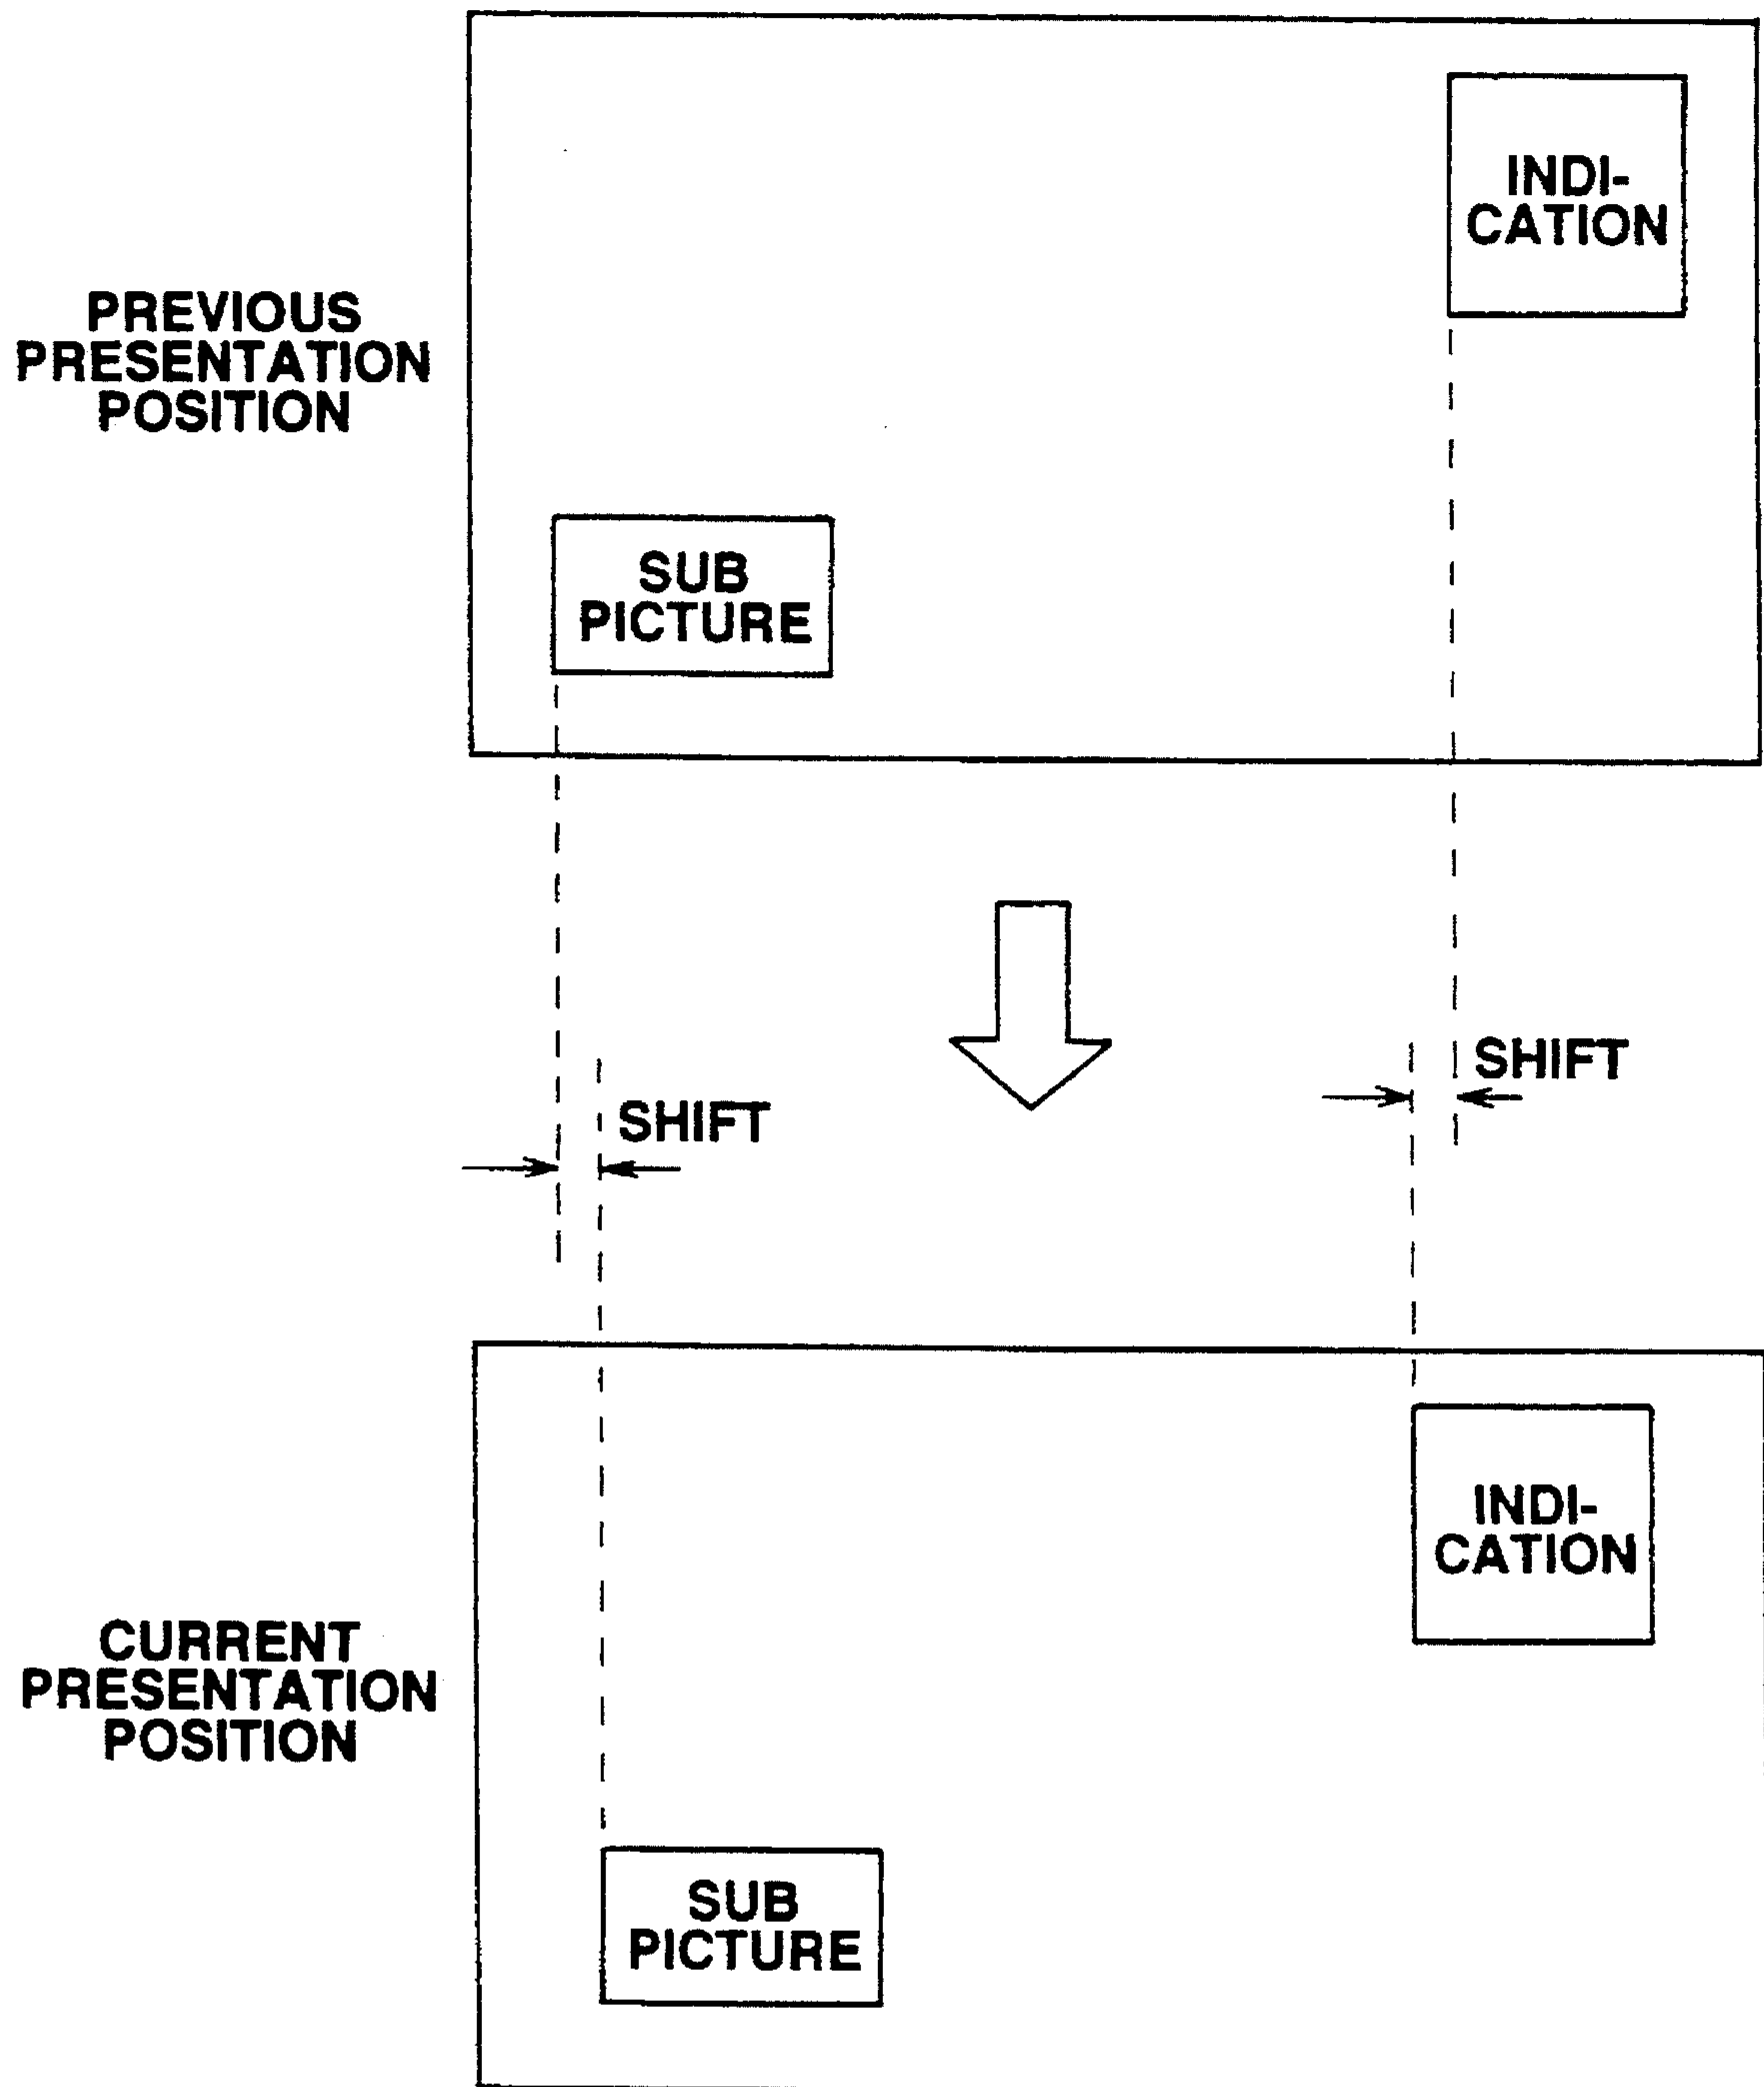 INDI-
CATION
PREVIOUS
PRESENTATION
POSITION
SUB
PICTURE
SHIFT
SHIFT
INDI-
CATION
CURRENT
PRESENTATION
POSITION
SUB
PICTURE